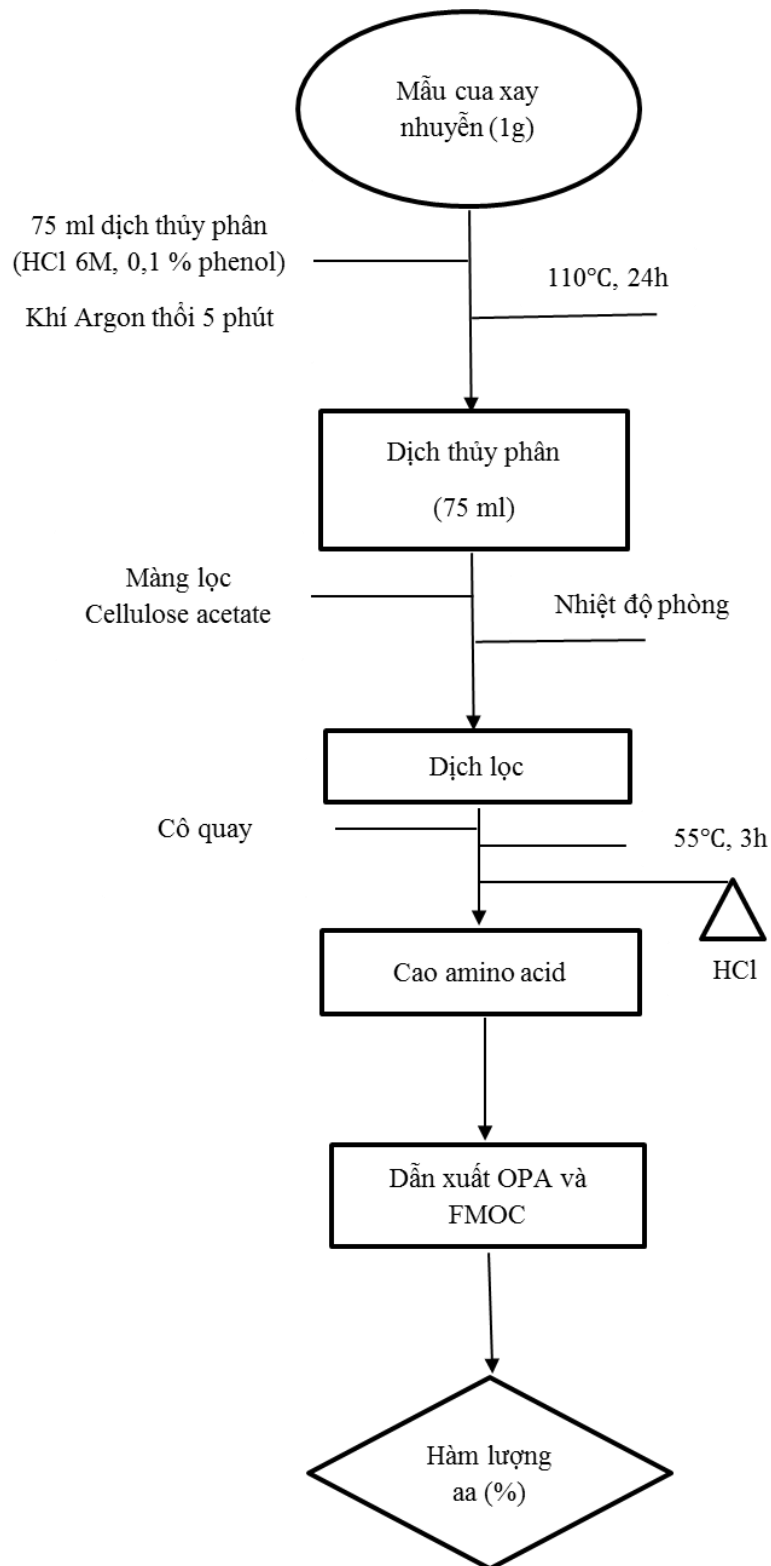 Mẫu cua xay
nhuyễn (1g)
75 ml dịch thủy phân
(HCl 6M, 0,1 % phenol)
110°C, 24h
Khí Argon thổi 5 phút
Dịch thủy phân
(75 ml)
Màng lọc
Cellulose acetate
Nhiệt độ phòng
Dịch lọc
Cô quay
55°C, 3h
HCl
Cao amino acid
Dẫn xuất OPA và
FMOC
Hàm lượng
aa (%)